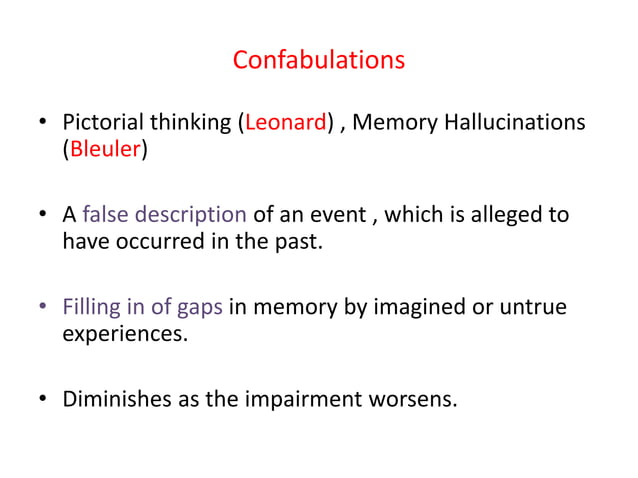 Confabulations
• Pictorial thinking (Leonard) , Memory Hallucinations
(Bleuler)
• A false description of an event , which is alleged to
have occurred in the past.
• Filling in of gaps in memory by imagined or untrue
experiences.
• Diminishes as the impairment worsens.